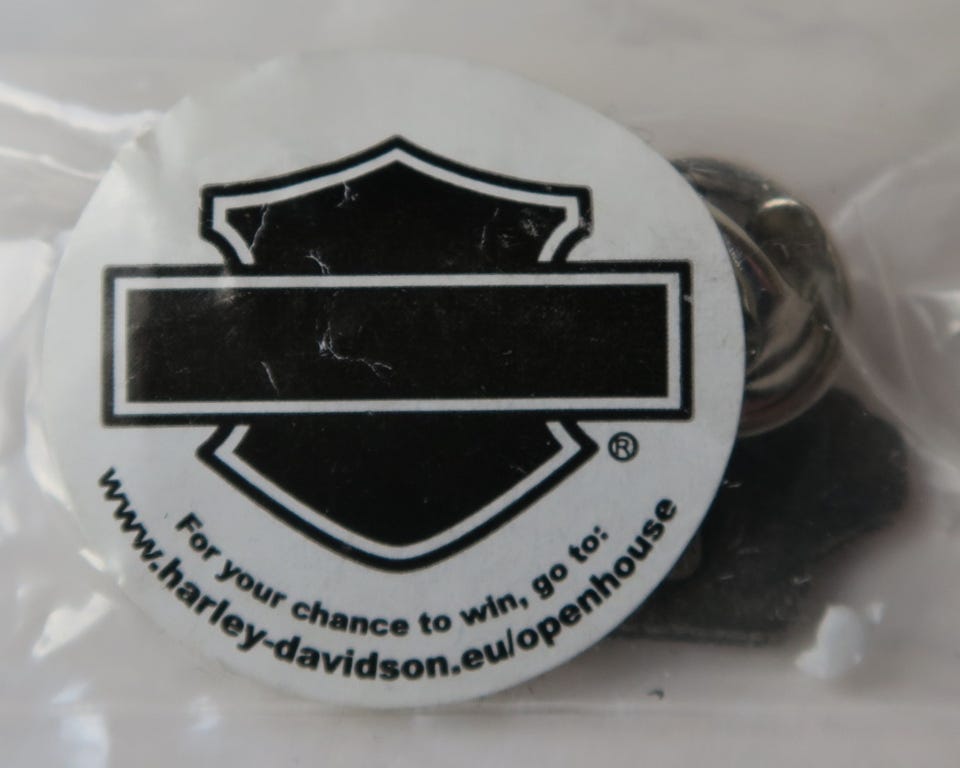 ®
For your chance to win, go to:
www.harley-davidson.eu/openhouse